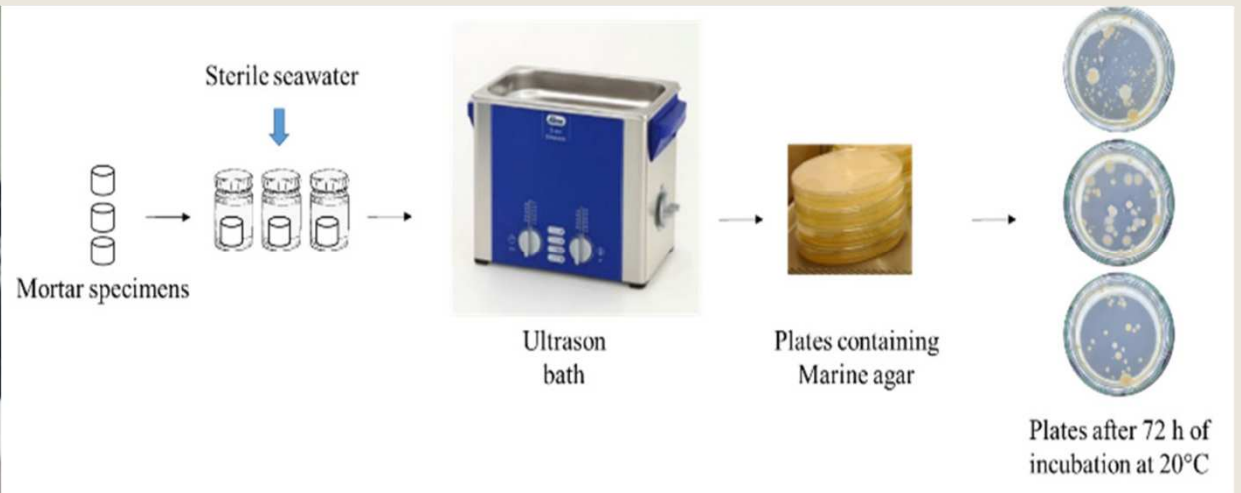 Sterile seawater
Mortar specimens
Ultrason
bath
Plates containing
Marine agar
Plates after 72 h of
incubation at 20°C